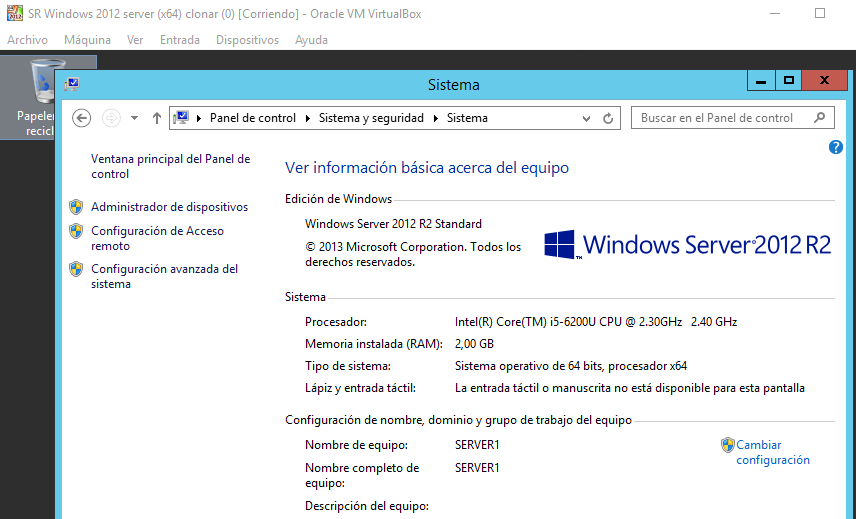 SR Windows 2012 server (x64) clonar (0) [Corriendo] - Oracle VM VirtualBox
Archivo Máquina Ver Entrada Dispositivos Ayuda
Sistema
Panel de control Sistema y seguridad Sistema
Buscar en el Panel de control
Ventana principal del Panel de
control
Administrador de dispositivos
Configuración de Acceso
remoto
Configuración avanzada del
sistema
Ver información básica acerca del equipo
Edición de Windows
Windows Server 2012 R2 Standard
© 2013 Microsoft Corporation. Todos los
derechos reservados.
Windows Server 2012 R2
Sistema
Procesador: Intel(R) Core(TM) i5-6200U CPU @ 2.30GHz 2.40 GHz
Memoria instalada (RAM): 2,00 GB
Tipo de sistema: Sistema operativo de 64 bits, procesador x64
Lápiz y entrada táctil: La entrada táctil o manuscrita no está disponible para esta pantalla
Configuración de nombre, dominio y grupo de trabajo del equipo
Nombre de equipo: SERVER1
Cambiar
configuración
Nombre completo de
equipo: SERVER1
Descripción del equipo: